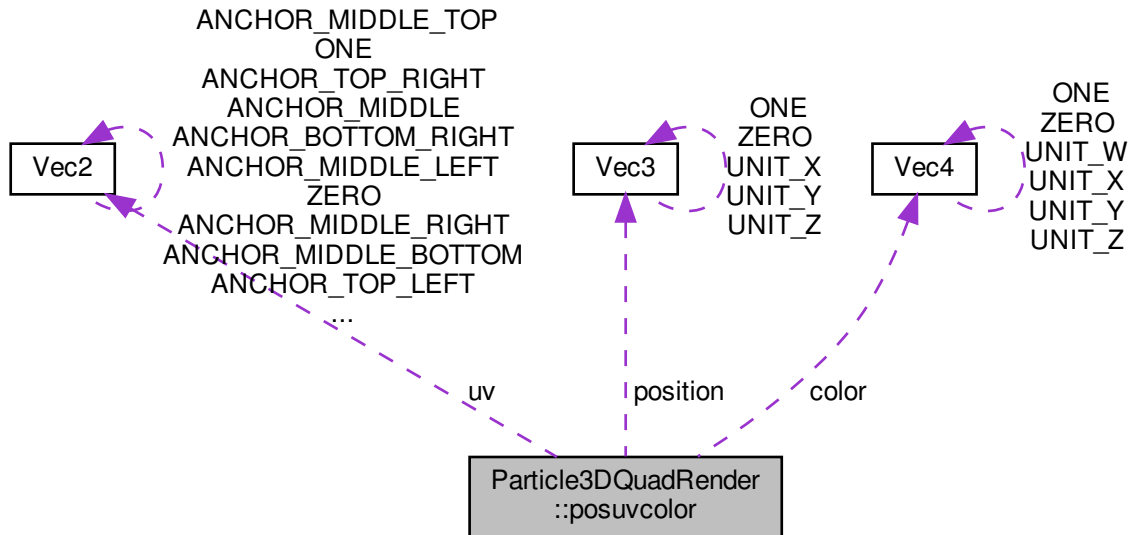 ANCHOR_MIDDLE_TOP
ONE
ANCHOR_TOP_RIGHT
ANCHOR_MIDDLE
ANCHOR_BOTTOM_RIGHT
ANCHOR_MIDDLE_LEFT
ZERO
ANCHOR_MIDDLE_RIGHT
ANCHOR_MIDDLE_BOTTOM
ANCHOR_TOP_LEFT
...
Vec2
Vec3
ONE
ZERO
UNIT_X
UNIT_Y
UNIT_Z
Vec4
ONE
ZERO
UNIT_W
UNIT_X
UNIT_Y
UNIT_Z
uv
position
color
Particle3DQuadRender
::posuvcolor